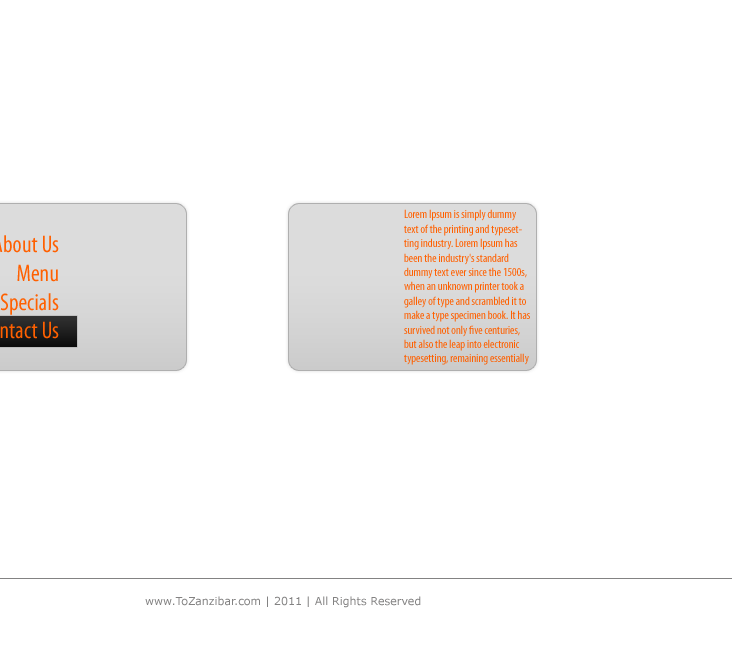 About Us
Menu
Specials
ntact Us
Lorem Ipsum is simply dummy
text of the printing and typeset-
ting industry. Lorem Ipsum has
been the industry's standard
dummy text ever since the 1500s,
when an unknown printer took a
galley of type and scrambled it to
make a type specimen book. It has
survived not only five centuries,
but also the leap into electronic
typesetting, remaining essentially
www.ToZanzibar.com | 2011 | All Rights Reserved